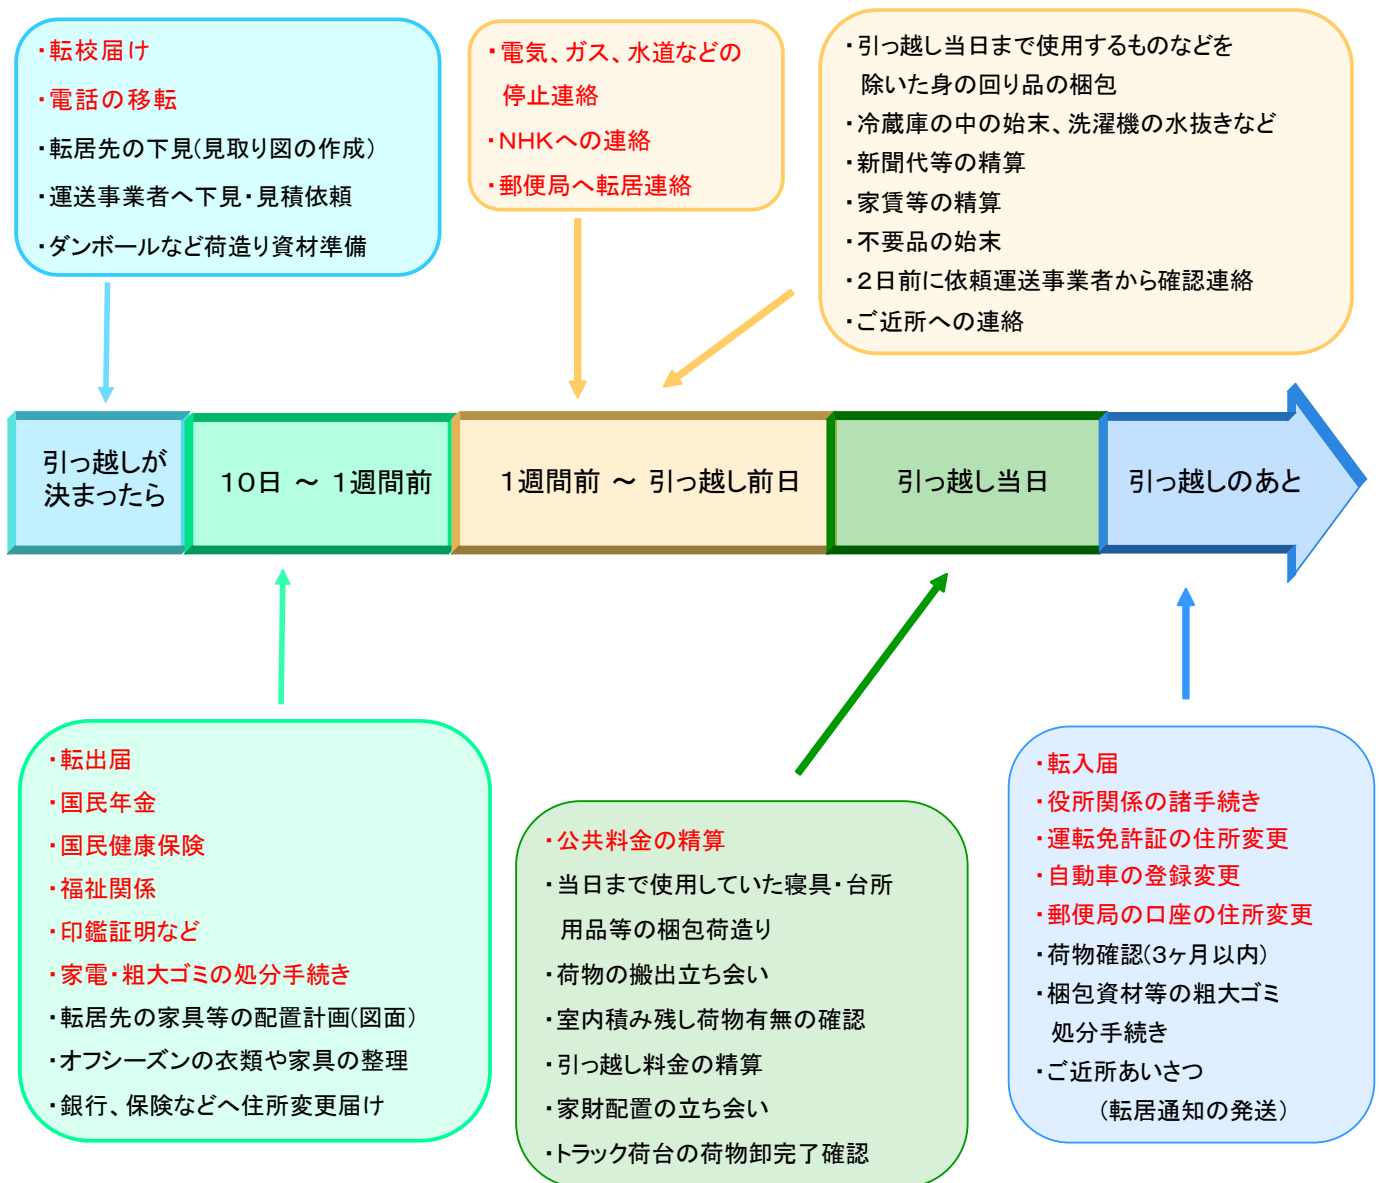 ・転校届け
・電話の移転
・転居先の下見(見取り図の作成)
・運送事業者へ下見・見積依頼
・ダンボールなど荷造り資材準備
・電気、ガス、水道などの
停止連絡
・NHKへの連絡
・郵便局へ転居連絡
・引っ越し当日まで使用するものなどを
除いた身の回り品の梱包
・冷蔵庫の中の始末、洗濯機の水抜きなど
・新聞代等の精算
・家賃等の精算
・不要品の始末
・2日前に依頼運送事業者から確認連絡
・ご近所への連絡
引っ越しが
決まったら
10日 ～ 1週間前
1週間前 ～ 引っ越し前日
引っ越し当日
引っ越しのあと
・転出届
・国民年金
・国民健康保険
・福祉関係
・印鑑証明など
・家電・粗大ゴミの処分手続き
・転居先の家具等の配置計画(図面)
・オフシーズンの衣類や家具の整理
・銀行、保険などへ住所変更届け
・公共料金の精算
・当日まで使用していた寝具・台所
用品等の梱包荷造り
・荷物の搬出立ち会い
・室内積み残し荷物有無の確認
・引っ越し料金の精算
・家財配置の立ち会い
・トラック荷台の荷物卸完了確認
・転入届
・役所関係の諸手続き
・運転免許証の住所変更
・自動車の登録変更
・郵便局の口座の住所変更
・荷物確認(3ヶ月以内)
・梱包資材等の粗大ゴミ
処分手続き
・ご近所あいさつ
(転居通知の発送)